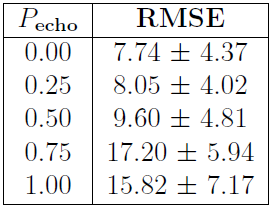 P_echo RMSE
0.00 7.74 ± 4.37
0.25 8.05 ± 4.02
0.50 9.60 ± 4.81
0.75 17.20 ± 5.94
1.00 15.82 ± 7.17